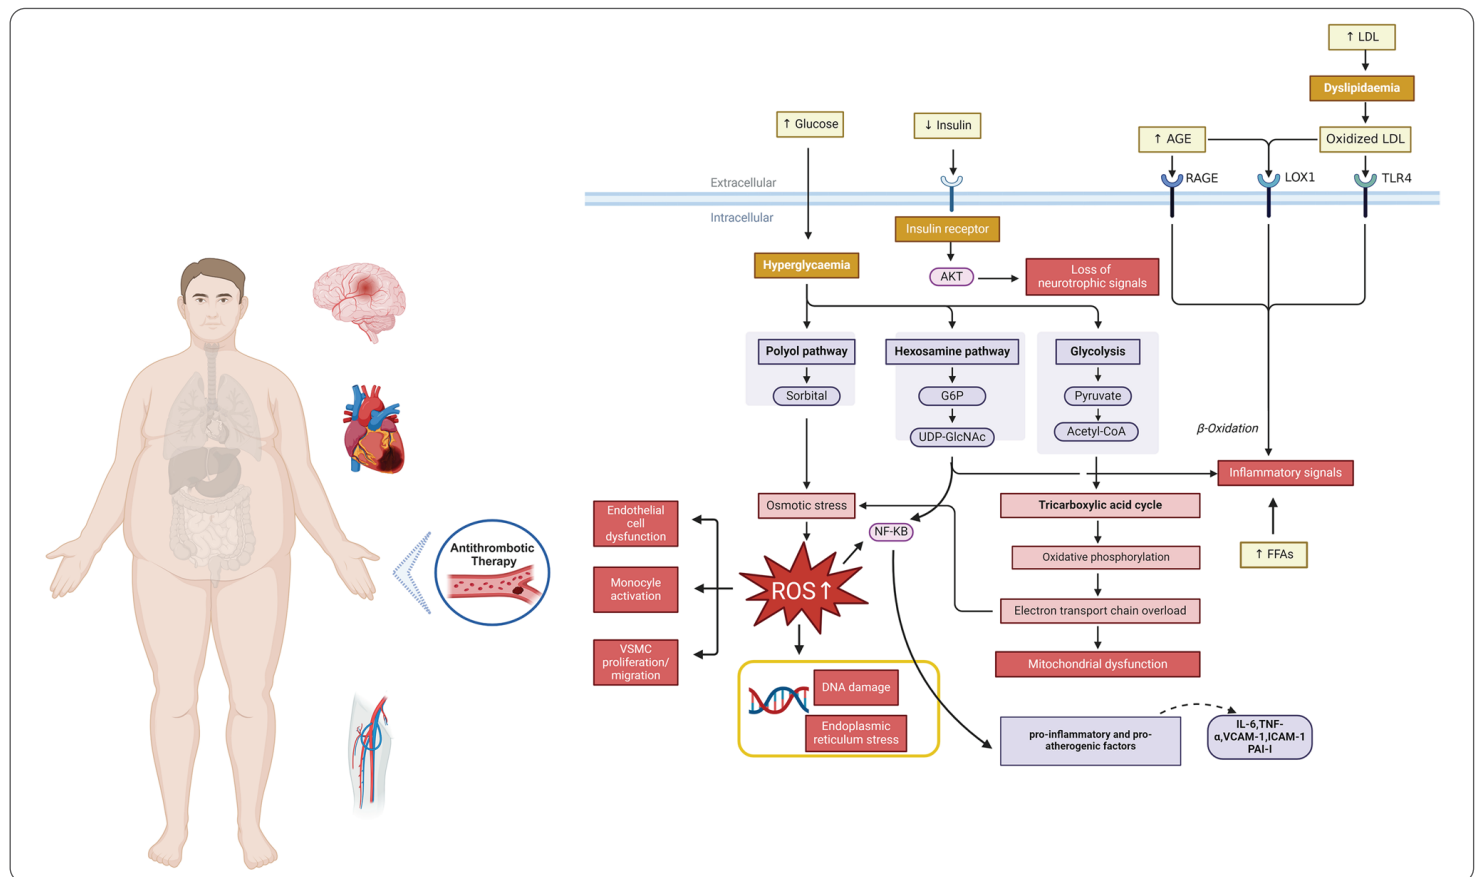 ↑ LDL
Dyslipidaemia
↑ Glucose
↓ Insulin
↑ AGE
Oxidized LDL
Extracellular
RAGE
LOX1
TLR4
Intracellular
Insulin receptor
Hyperglycaemia
AKT
Loss of
neurotrophic signals
Polyol pathway
Hexosamine pathway
Glycolysis
Sorbital
G6P
Pyruvate
UDP-GlcNAc
Acetyl-CoA
β-Oxidation
Inflammatory signals
Endothelial
cell
dysfunction
Osmotic stress
Tricarboxylic acid cycle
NF-KB
Antithrombotic
Therapy
Oxidative phosphorylation
↑ FFAs
Monocyle
activation
ROS↑
Electron transport chain overload
VSMC
proliferation/
migration
Mitochondrial dysfunction
DNA damage
Endoplasmic
reticulum stress
pro-inflammatory and pro-
atherogenic factors
IL-6,TNF-
α,VCAM-1,ICAM-1
PAI-I